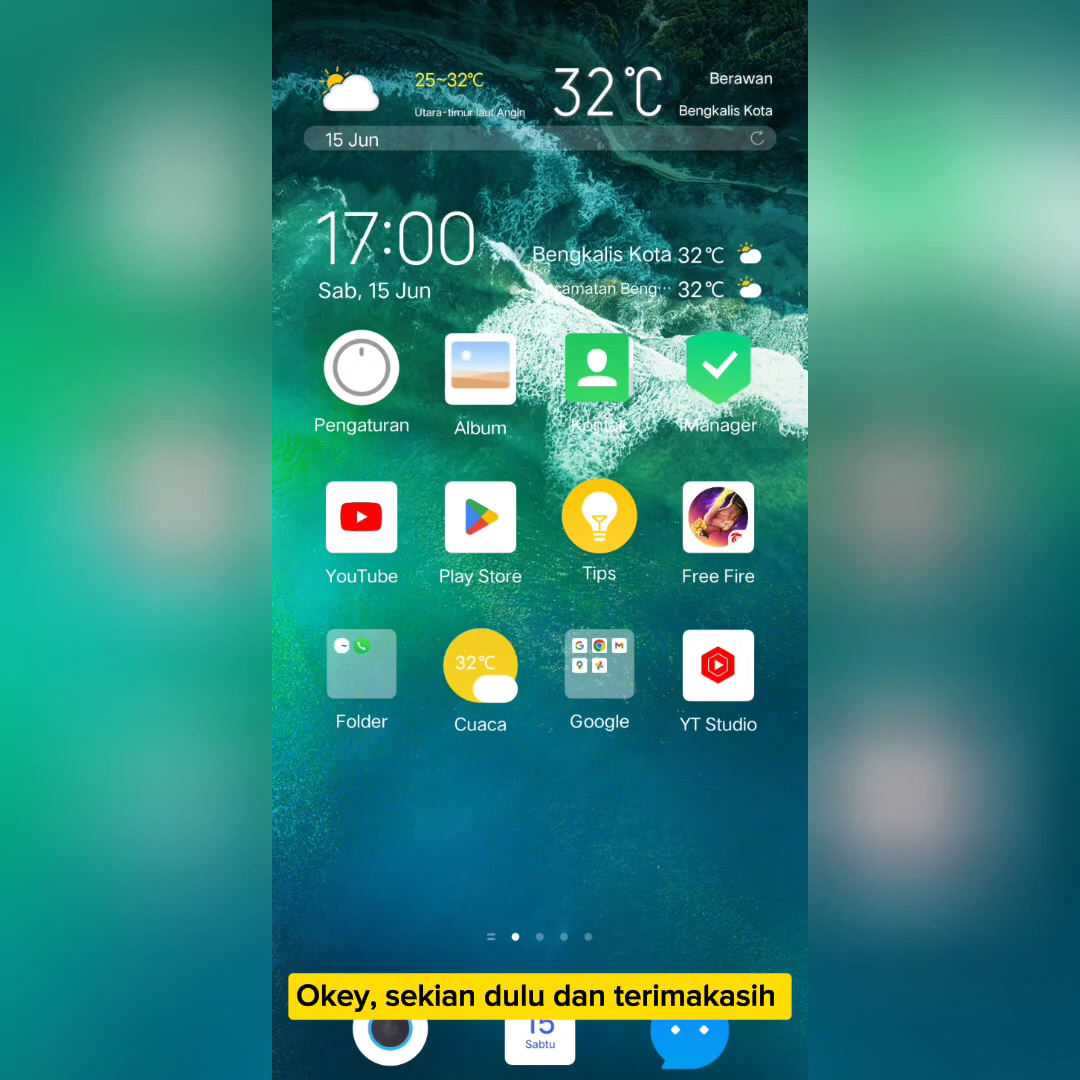 25~32℃
32℃
Berawan
Utara-timur laut Angin
Bengkalis Kota
15 Jun
17:00
Bengkalis Kota 32℃
Kecamatan Beng··· 32℃
Sab, 15 Jun
Pengaturan
Album
Kontak
iManager
YouTube
Play Store
Tips
Free Fire
32℃
Folder
Cuaca
Google
YT Studio
Okey, sekian dulu dan terimakasih
15
Sabtu